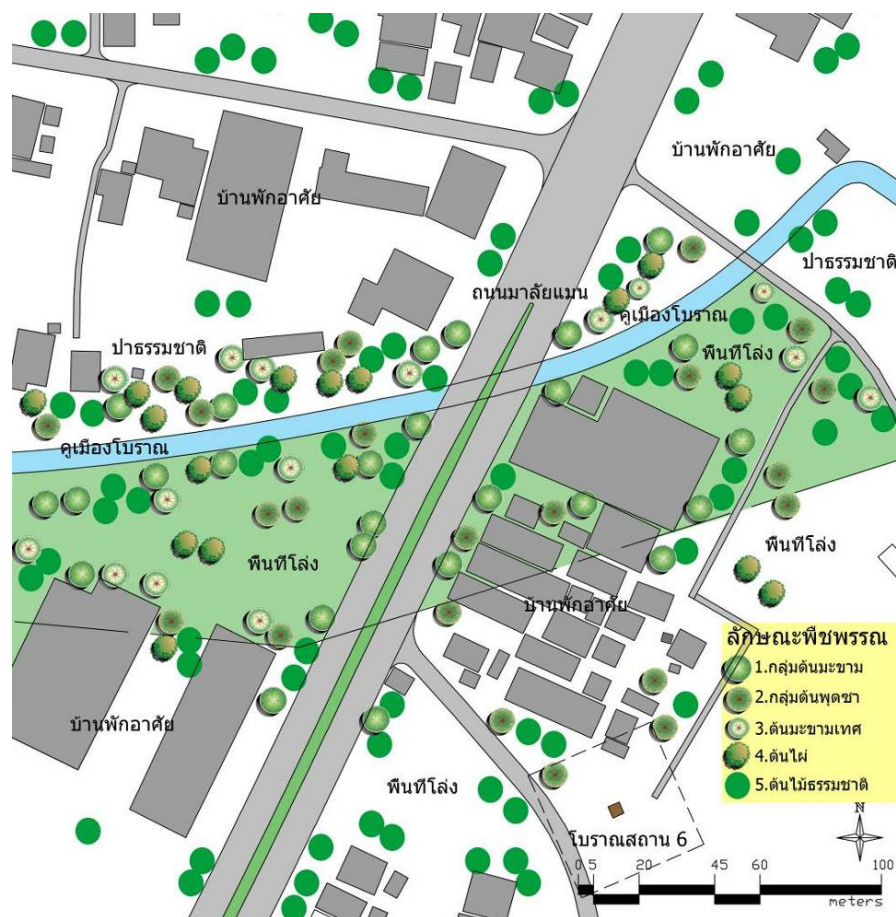 บ้านพักอาศัย
บ้านพักอาศัย
ป่าธรรมชาติ
ถนนมาลัยแมน
คูเมืองโบราณ
ป่าธรรมชาติ
พื้นที่โล่ง
คูเมืองโบราณ
พื้นที่โล่ง
พื้นที่โล่ง
บ้านพักอาศัย
บ้านพักอาศัย
พื้นที่โล่ง
โบราณสถาน 6
ลักษณะพืชพรรณ
1.กลุ่มต้นมะขาม
2.กลุ่มต้นพุตซา
3.ต้นมะขามเทศ
4.ต้นไผ่
5.ต้นไม้ธรรมชาติ
N
0 5 20 45 60 100
meters